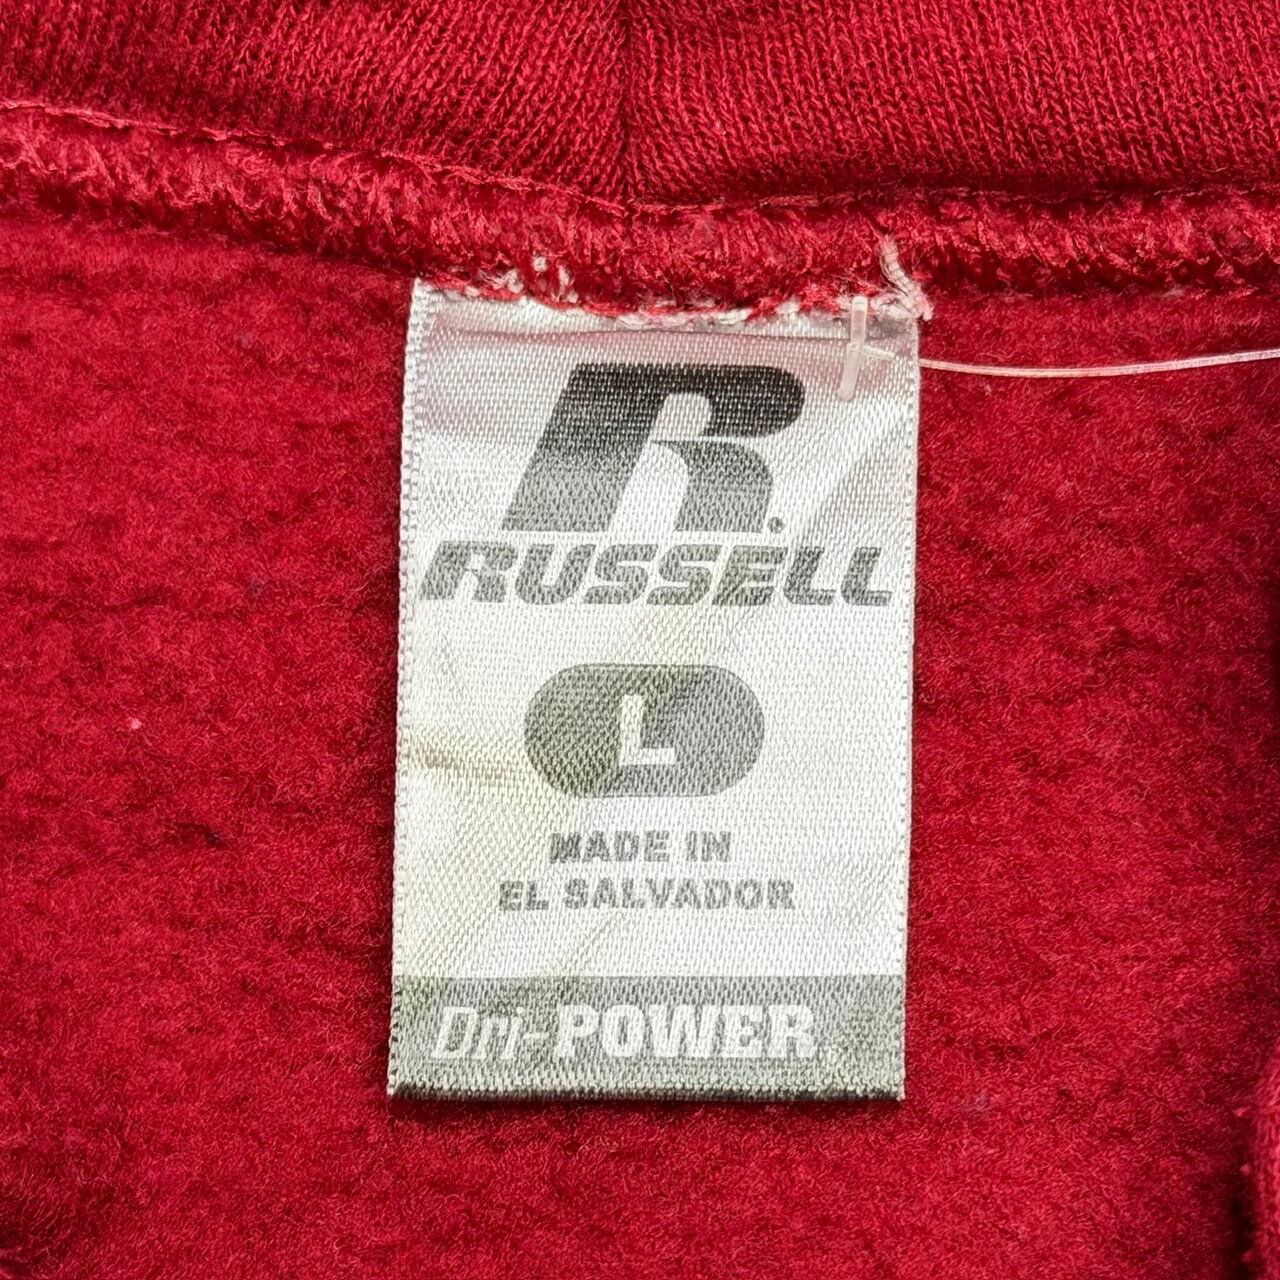 R
RUSSELL
L
MADE IN
EL SALVADOR
Dri-POWER